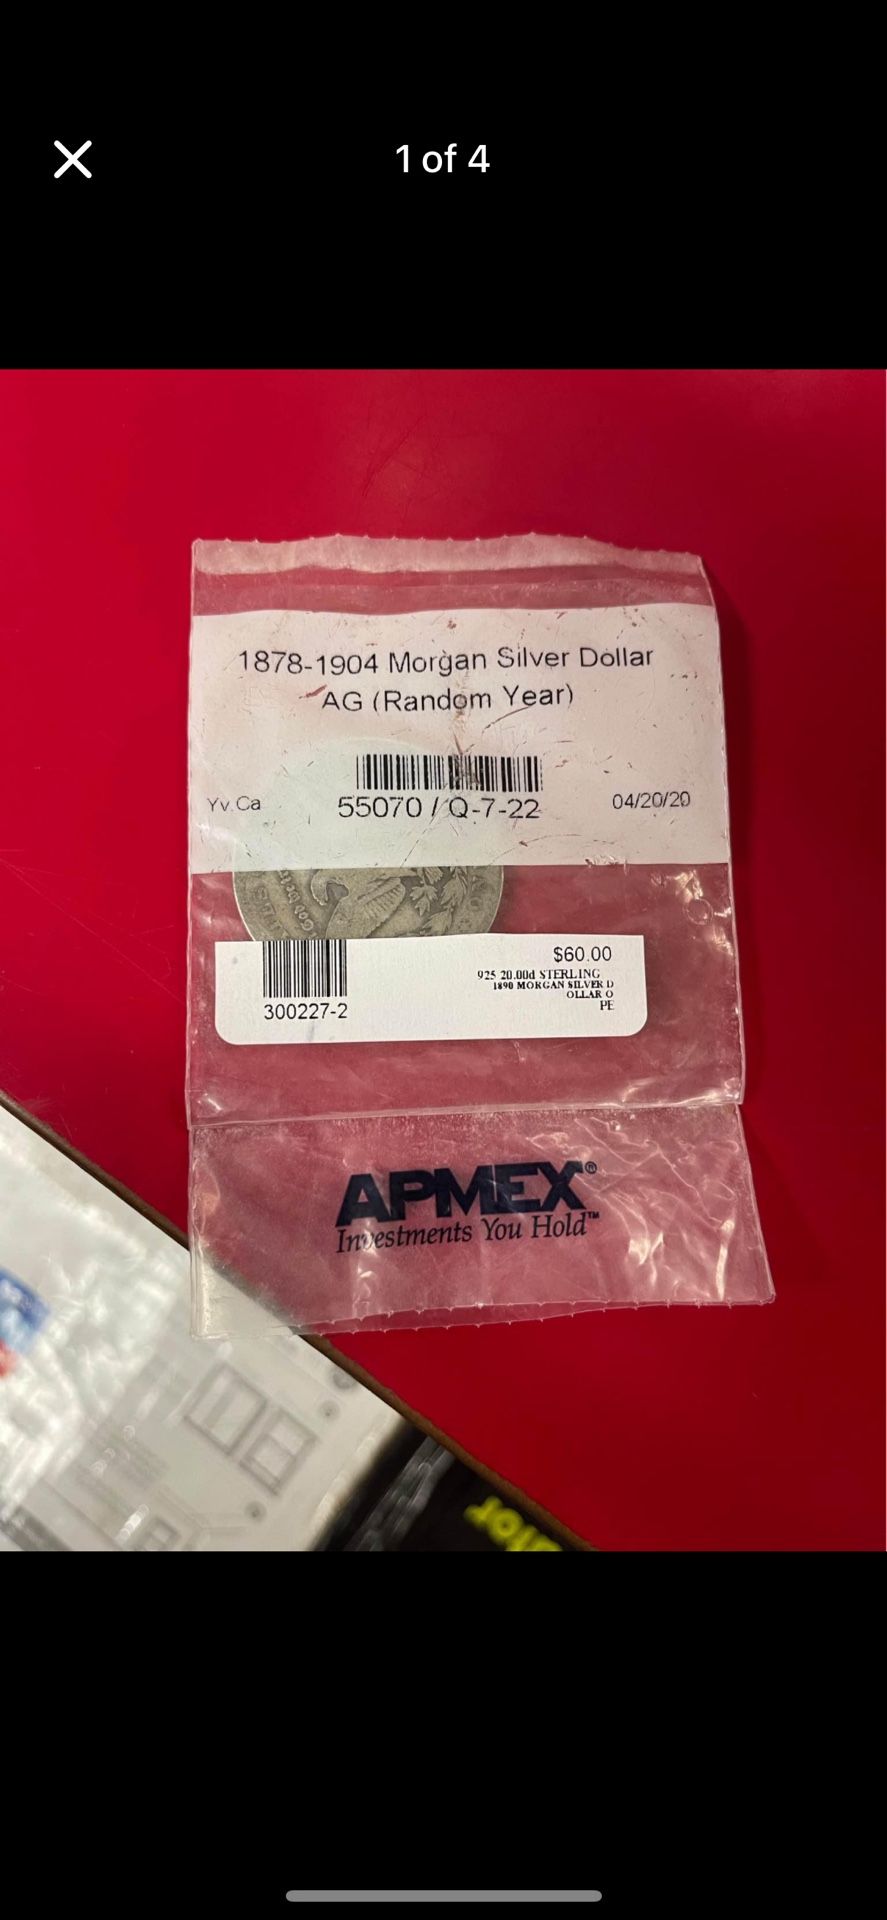 1 of 4
1878-1904 Morgan Silver Dollar
AG (Random Year)
Yv.Ca
55070 / Q-7-22
04/20/20
$60.00
925 20.00d STERLING
1890 MORGAN SILVER D
OLLAR O
PE
300227-2
APMEX®
Investments You Hold™